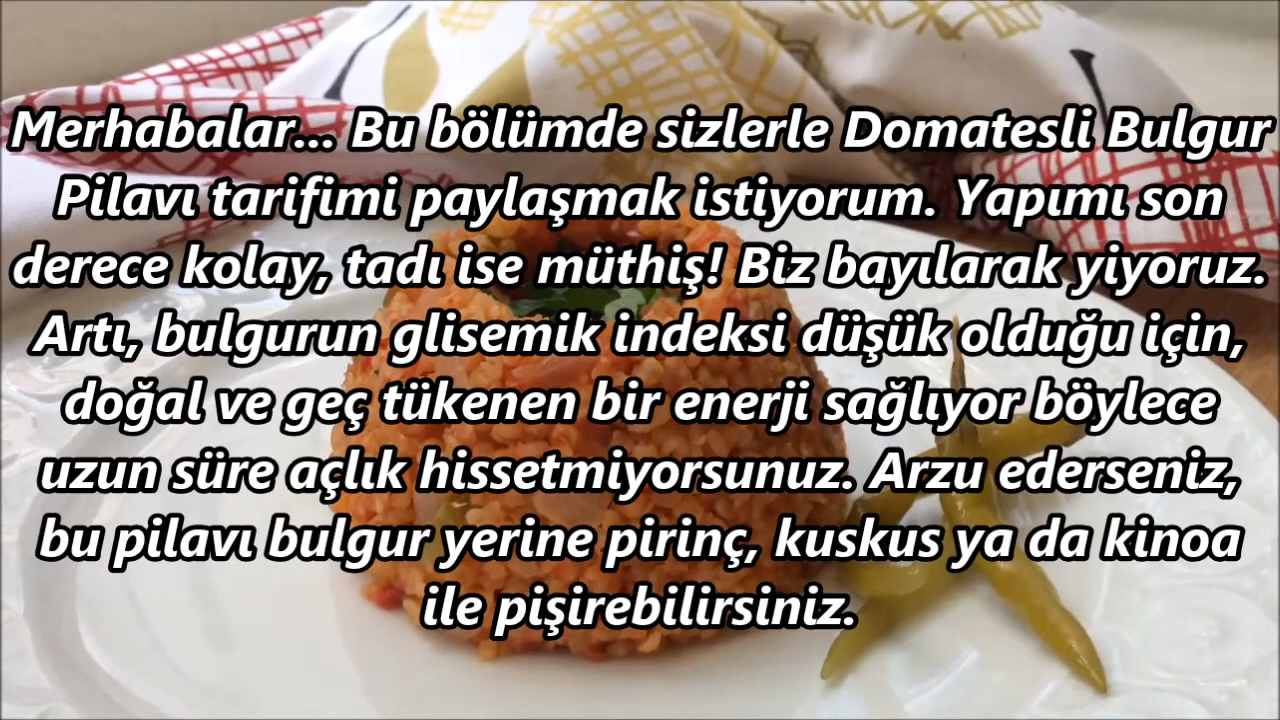 Merhabalar... Bu bölümde sizlerle Domatesli Bulgur
Pilavı tarifimi paylaşmak istiyorum. Yapımı son
derece kolay, tadı ise müthiş! Biz bayılarak yiyoruz.
Artı, bulgurun glisemik indeksi düşük olduğu için,
doğal ve geç tükenen bir enerji sağlıyor böylece
uzun süre açlık hissetmiyorsunuz. Arzu ederseniz,
bu pilavı bulgur yerine pirinç, kuskus ya da kinoa
ile pişirebilirsiniz.